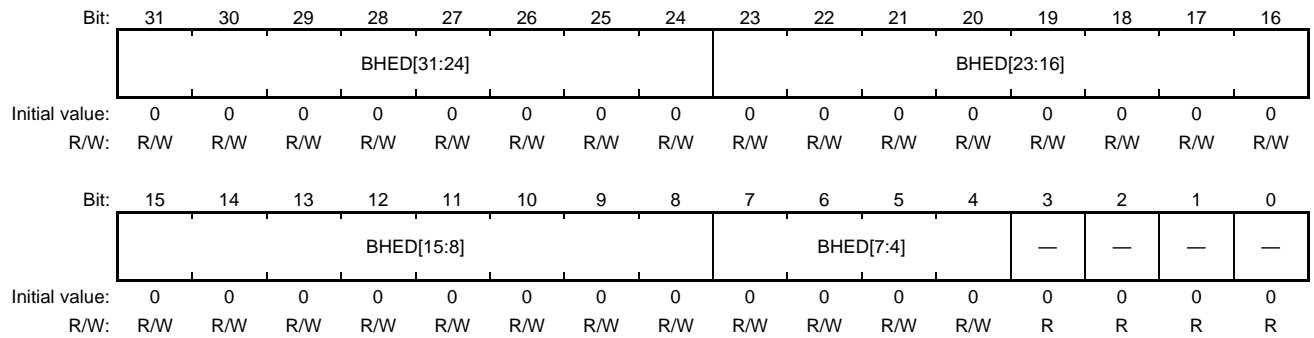 Bit: 31 30 29 28 27 26 25 24 23 22 21 20 19 18 17 16
BHED[31:24] BHED[23:16]
Initial value: 0 0 0 0 0 0 0 0 0 0 0 0 0 0 0 0
R/W: R/W R/W R/W R/W R/W R/W R/W R/W R/W R/W R/W R/W R/W R/W R/W R/W
Bit: 15 14 13 12 11 10 9 8 7 6 5 4 3 2 1 0
BHED[15:8] BHED[7:4] — — — —
Initial value: 0 0 0 0 0 0 0 0 0 0 0 0 0 0 0 0
R/W: R/W R/W R/W R/W R/W R/W R/W R/W R/W R/W R/W R/W R R R R